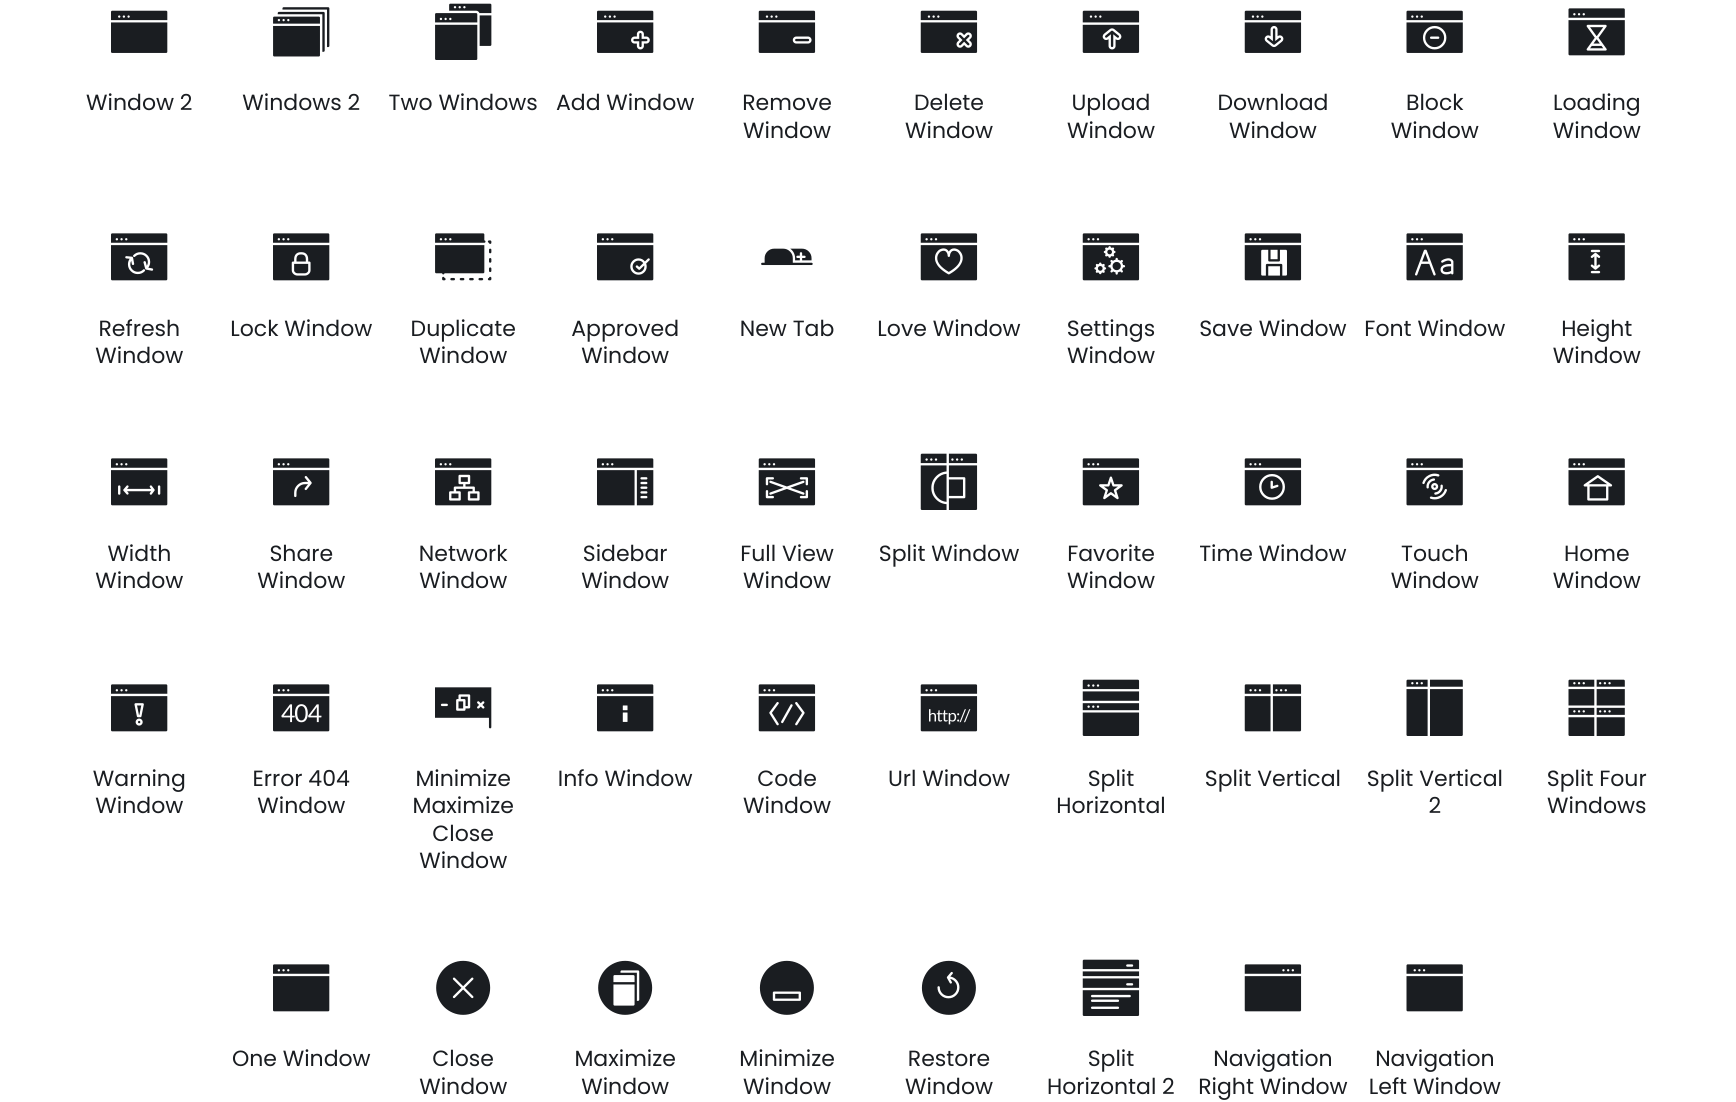 Window 2
Windows 2
Two Windows
Add Window
Remove
Window
Delete
Window
Upload
Window
Download
Window
Block
Window
Loading
Window
Refresh
Window
Lock Window
Duplicate
Window
Approved
Window
New Tab
Love Window
Settings
Window
Save Window
Aa
Font Window
Height
Window
Width
Window
Share
Window
Network
Window
Sidebar
Window
Full View
Window
Split Window
Favorite
Window
Time Window
Touch
Window
Home
Window
!
Warning
Window
404
Error 404
Window
Minimize
Maximize
Close
Window
i
Info Window
</>
Code
Window
http://
Url Window
Split
Horizontal
Split Vertical
Split Vertical
2
Split Four
Windows
One Window
Close
Window
Maximize
Window
Minimize
Window
Restore
Window
Split
Horizontal 2
Navigation
Right Window
Navigation
Left Window